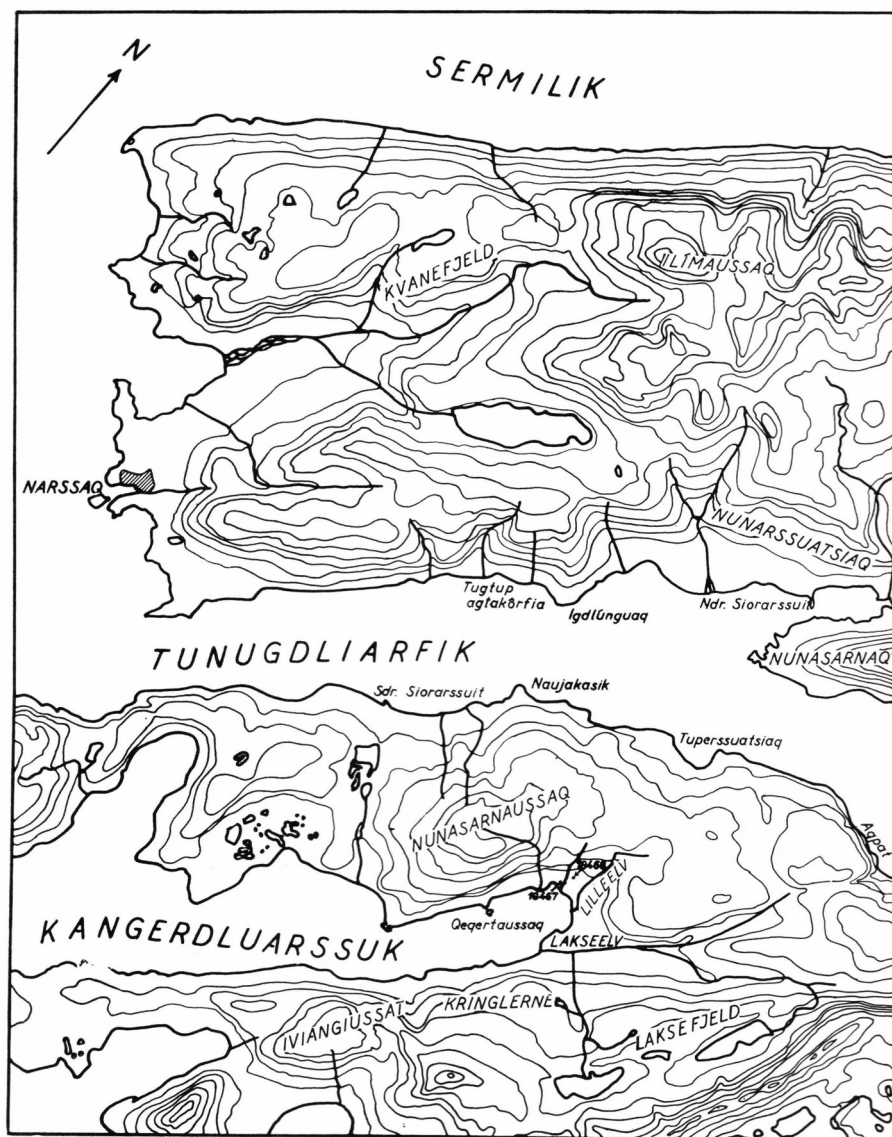 N
SERMILIK
KVANEFJELD
ILIMAUSSAQ
NARSSAQ
NUNARSSUATSIAQ
Tugtup
agtakôrfia
Igdlúnguaq
Ndr. Siorarssuit
TUNUGDLIARFIK
NUNASARNAQ
Sdr. Siorarssuit
Naujakasik
Tuperssuatsiaq
NUNASARNAUSSAQ
Agpat
LILLEELV
Qeqertaussaq
KANGERDLUARSSUK
LAKSEELV
IVIANGIUSSAT
KRINGLERNE
LAKSEFJELD